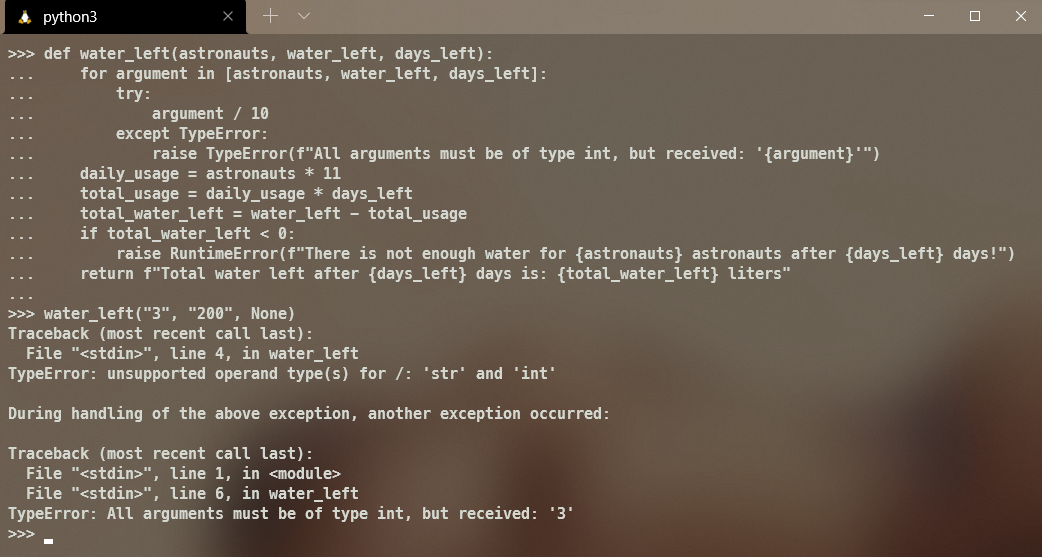 python3
>>> def water_left(astronauts, water_left, days_left):
...     for argument in [astronauts, water_left, days_left]:
...         try:
...             argument / 10
...         except TypeError:
...             raise TypeError(f"All arguments must be of type int, but received: '{argument}'")
...     daily_usage = astronauts * 11
...     total_usage = daily_usage * days_left
...     total_water_left = water_left - total_usage
...     if total_water_left < 0:
...         raise RuntimeError(f"There is not enough water for {astronauts} astronauts after {days_left} days!")
...     return f"Total water left after {days_left} days is: {total_water_left} liters"
...
>>> water_left("3", "200", None)
Traceback (most recent call last):
  File "<stdin>", line 4, in water_left
TypeError: unsupported operand type(s) for /: 'str' and 'int'

During handling of the above exception, another exception occurred:

Traceback (most recent call last):
  File "<stdin>", line 1, in <module>
  File "<stdin>", line 6, in water_left
TypeError: All arguments must be of type int, but received: '3'
>>>